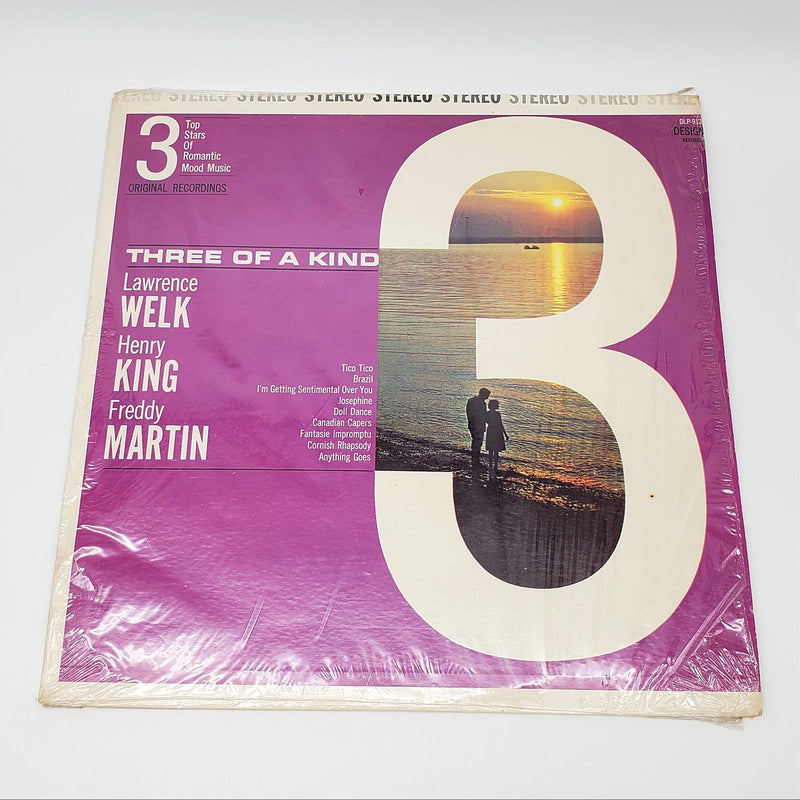 STEREO STEREO STEREO STEREO STEREO STEREO STEREO
3
Top
Stars
Of
Romantic
Mood Music
ORIGINAL RECORDINGS
DESIGN
RECORDS
THREE OF A KIND
Lawrence
WELK
Henry
KING
Freddy
MARTIN
Tico Tico
Brazil
I'm Getting Sentimental Over You
Josephine
Doll Dance
Canadian Capers
Fantasie Impromptu
Cornish Rhapsody
Anything Goes
3